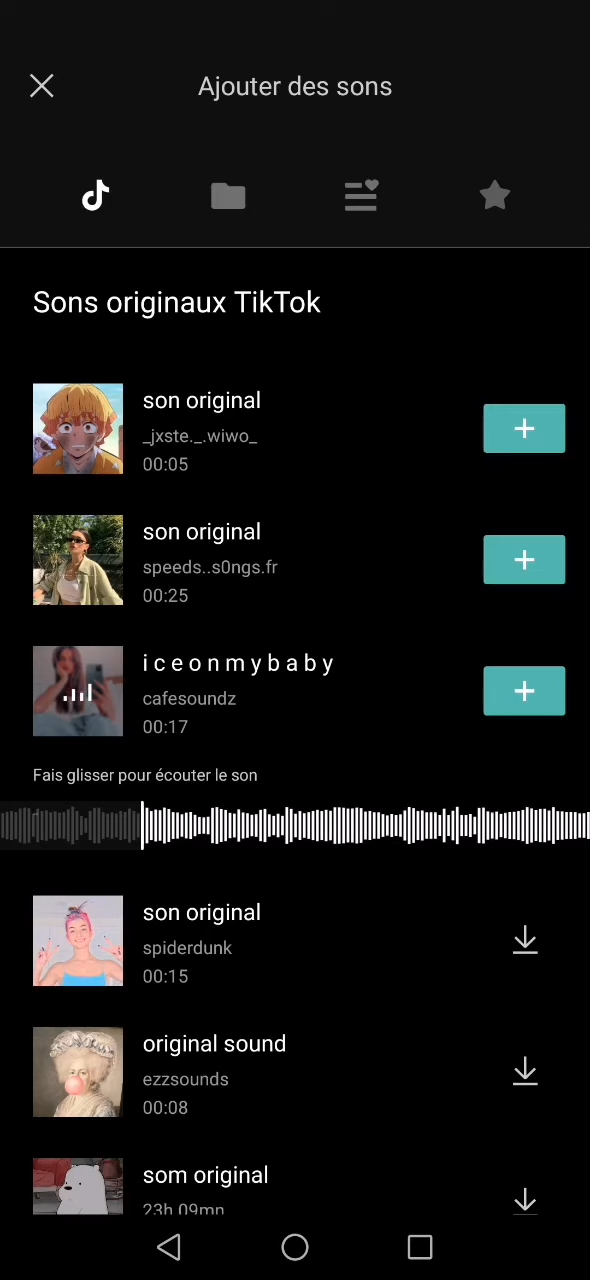 Ajouter des sons
Sons originaux TikTok
son original
_jxste._.wiwo_
00:05
son original
speeds..s0ngs.fr
00:25
i c e o n m y b a b y
cafesoundz
00:17
Fais glisser pour écouter le son
son original
spiderdunk
00:15
original sound
ezzsounds
00:08
som original
23h 09mn